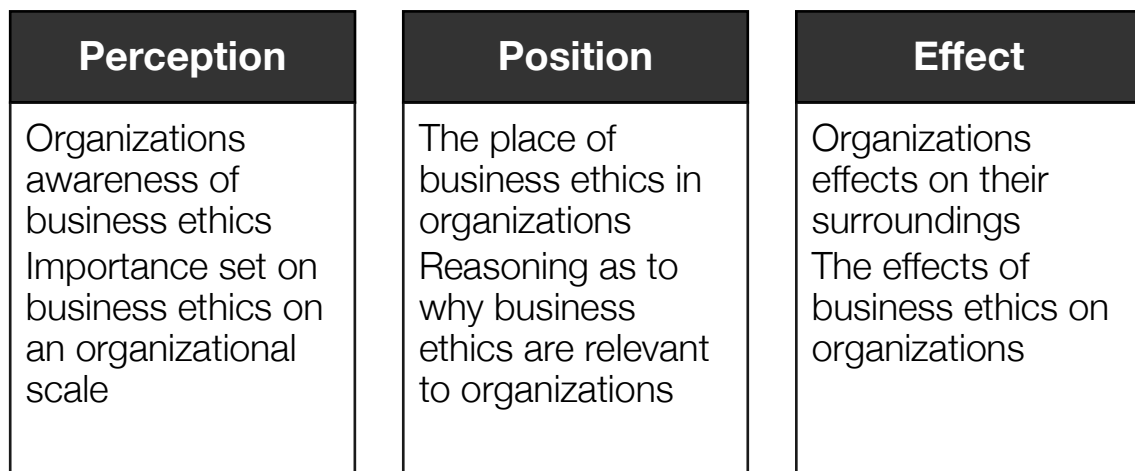 Perception
Organizations
awareness of
business ethics
Importance set on
business ethics on
an organizational
scale
Position
The place of
business ethics in
organizations
Reasoning as to
why business
ethics are relevant
to organizations
Effect
Organizations
effects on their
surroundings
The effects of
business ethics on
organizations